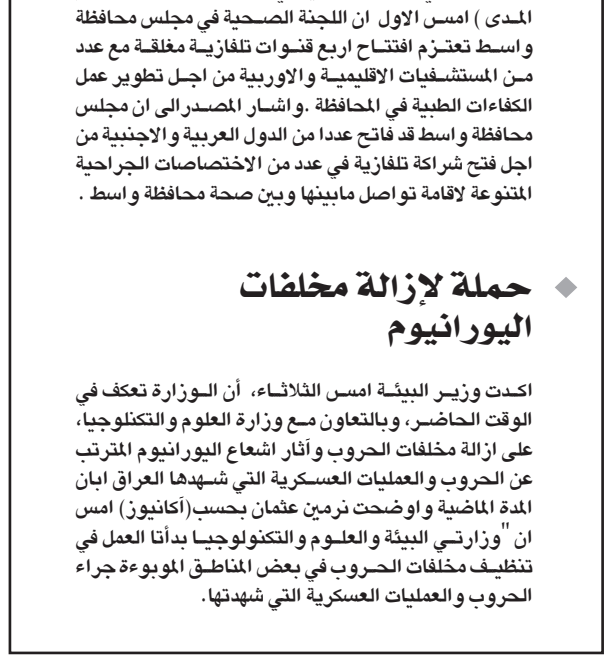 المدى ) امس الاول ان اللجنة الصحية في مجلس محافظة
واسط تعتزم افتتاح اربع قنوات تلفازية مغلقة مع عدد
من المستشفيات الاقليمية والاوربية من اجل تطوير عمل
الكفاءات الطبية في المحافظة .واشار المصدرالى ان مجلس
محافظة واسط قد فاتح عددا من الدول العربية والاجنبية من
اجل فتح شراكة تلفازية في عدد من الاختصاصات الجراحية
المتنوعة لاقامة تواصل مابينها وبين صحة محافظة واسط .
حملة لإزالة مخلفات
اليورانيوم
اكدت وزير البيئة امس الثلاثاء، أن الوزارة تعكف في
الوقت الحاضر، وبالتعاون مع وزارة العلوم والتكنلوجيا،
على ازالة مخلفات الحروب وآثار اشعاع اليورانيوم المترتب
عن الحروب والعمليات العسكرية التي شهدها العراق ابان
المدة الماضية واوضحت نرمين عثمان بحسب(آكانيوز) امس
ان "وزارتي البيئة والعلوم والتكنولوجيا بدأتا العمل في
تنظيف مخلفات الحروب في بعض المناطق الموبوءة جراء
الحروب والعمليات العسكرية التي شهدتها.